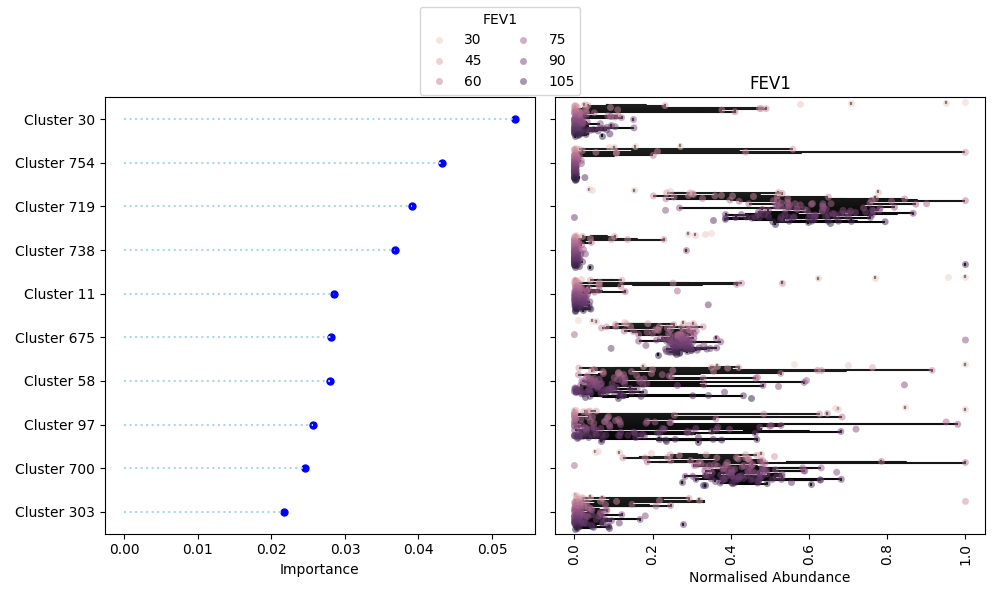 FEV1
30 75
45 90
60 105
FEV1
Cluster 30
Cluster 754
Cluster 719
Cluster 738
Cluster 11
Cluster 675
Cluster 58
Cluster 97
Cluster 700
Cluster 303
0.00 0.01 0.02 0.03 0.04 0.05
Importance
0.0 0.2 0.4 0.6 0.8 1.0
Normalised Abundance